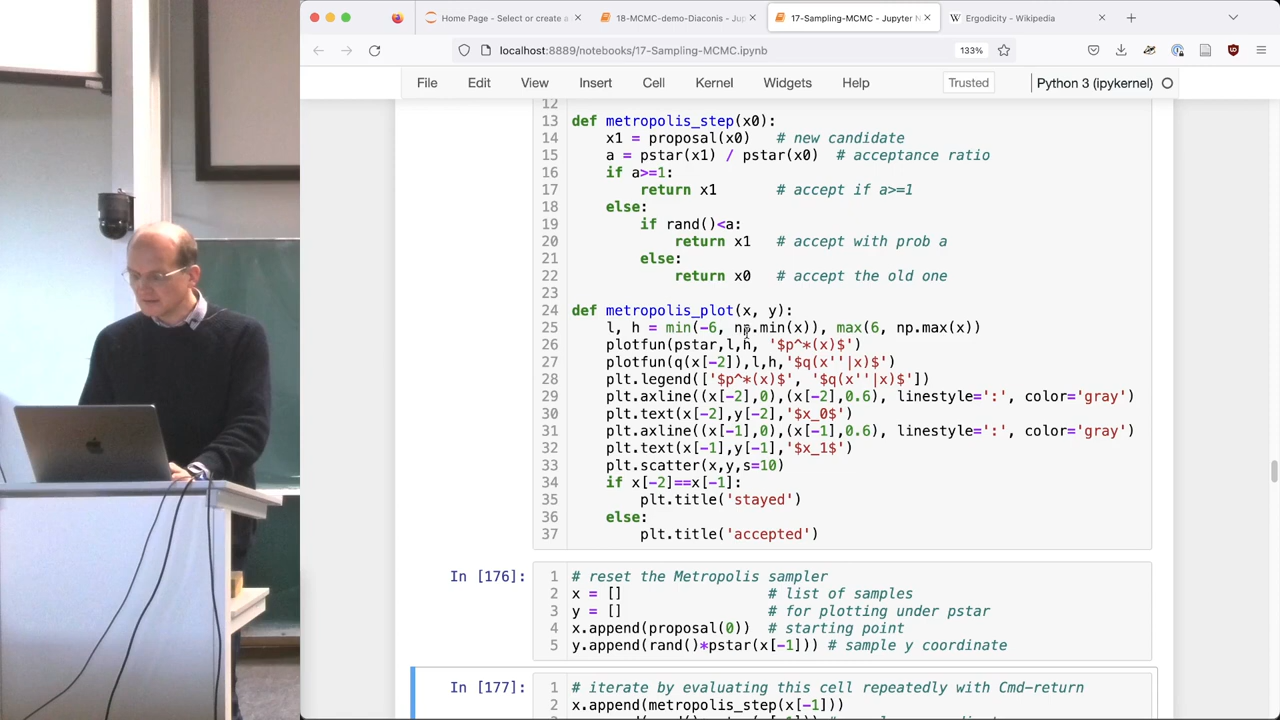 Home Page - Select or create a
18-MCMC-demo-Diaconis - Jup
17-Sampling-MCMC - Jupyter N
Ergodicity - Wikipedia
localhost:8889/notebooks/17-Sampling-MCMC.ipynb
133%
File Edit View Insert Cell Kernel Widgets Help
Trusted
Python 3 (ipykernel)
12
13 def metropolis_step(x0):
14 x1 = proposal(x0) # new candidate
15 a = pstar(x1) / pstar(x0) # acceptance ratio
16 if a>=1:
17 return x1 # accept if a>=1
18 else:
19 if rand()<a:
20 return x1 # accept with prob a
21 else:
22 return x0 # accept the old one
23
24 def metropolis_plot(x, y):
25 l, h = min(-6, np.min(x)), max(6, np.max(x))
26 plotfun(pstar,l,h, '$p^*(x)$')
27 plotfun(q(x[-2]),l,h,'$q(x''|x)$')
28 plt.legend(['$p^*(x)$', '$q(x''|x)$'])
29 plt.axline((x[-2],0),(x[-2],0.6), linestyle=':', color='gray')
30 plt.text(x[-2],y[-2],'$x_0$')
31 plt.axline((x[-1],0),(x[-1],0.6), linestyle=':', color='gray')
32 plt.text(x[-1],y[-1],'$x_1$')
33 plt.scatter(x,y,s=10)
34 if x[-2]==x[-1]:
35 plt.title('stayed')
36 else:
37 plt.title('accepted')
In [176]:
1 # reset the Metropolis sampler
2 x = [] # list of samples
3 y = [] # for plotting under pstar
4 x.append(proposal(0)) # starting point
5 y.append(rand()*pstar(x[-1])) # sample y coordinate
In [177]:
1 # iterate by evaluating this cell repeatedly with Cmd-return
2 x.append(metropolis_step(x[-1]))